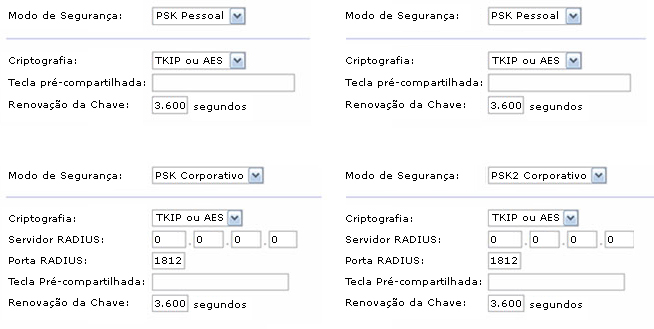 Modo de Segurança: PSK Pessoal
Criptografia: TKIP ou AES
Tecla pré-compartilhada:
Renovação da Chave: 3.600 segundos
Modo de Segurança: PSK Pessoal
Criptografia: TKIP ou AES
Tecla pré-compartilhada:
Renovação da Chave: 3.600 segundos
Modo de Segurança: PSK Corporativo
Criptografia: TKIP ou AES
Servidor RADIUS: 0 . 0 . 0 . 0
Porta RADIUS: 1812
Tecla Pré-compartilhada:
Renovação da Chave: 3.600 segundos
Modo de Segurança: PSK2 Corporativo
Criptografia: TKIP ou AES
Servidor RADIUS: 0 . 0 . 0 . 0
Porta RADIUS: 1812
Tecla Pré-compartilhada:
Renovação da Chave: 3.600 segundos